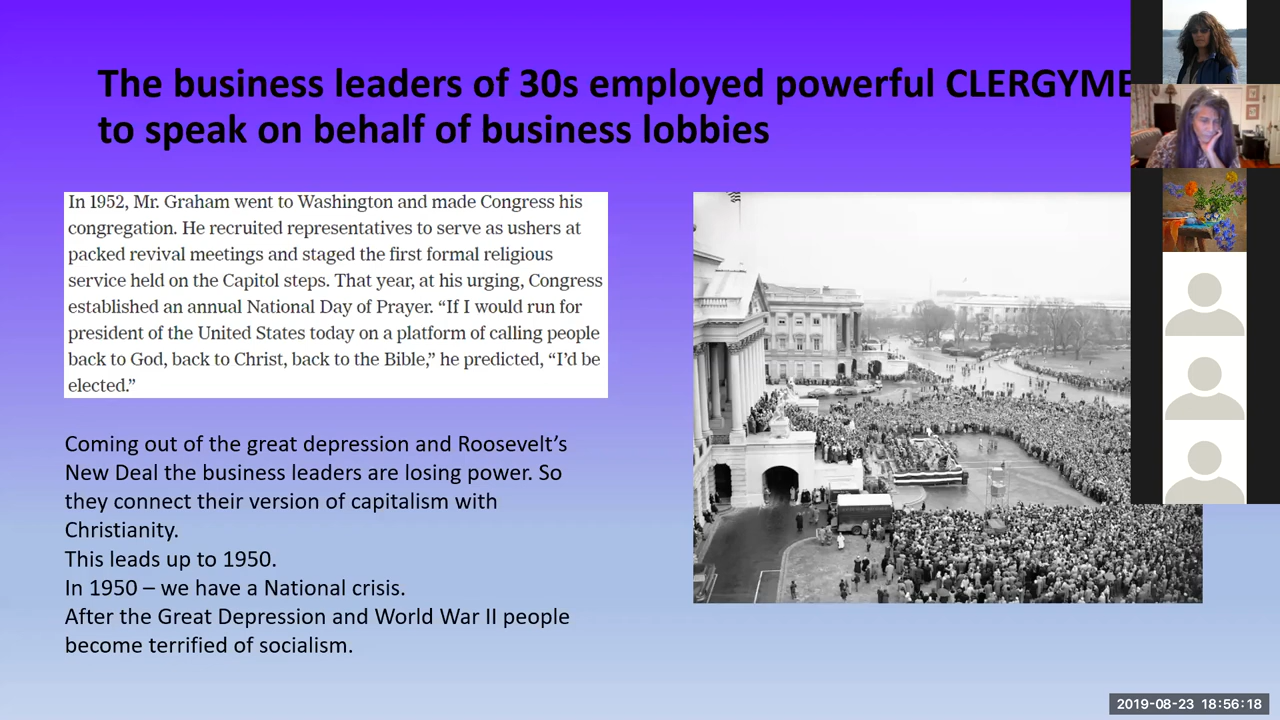 The business leaders of 30s employed powerful CLERGYME
to speak on behalf of business lobbies
In 1952, Mr. Graham went to Washington and made Congress his
congregation. He recruited representatives to serve as ushers at
packed revival meetings and staged the first formal religious
service held on the Capitol steps. That year, at his urging, Congress
established an annual National Day of Prayer. “If I would run for
president of the United States today on a platform of calling people
back to God, back to Christ, back to the Bible,” he predicted, “I’d be
elected.”
Coming out of the great depression and Roosevelt’s
New Deal the business leaders are losing power. So
they connect their version of capitalism with
Christianity.
This leads up to 1950.
In 1950 – we have a National crisis.
After the Great Depression and World War II people
become terrified of socialism.
2019-08-23 18:56:18